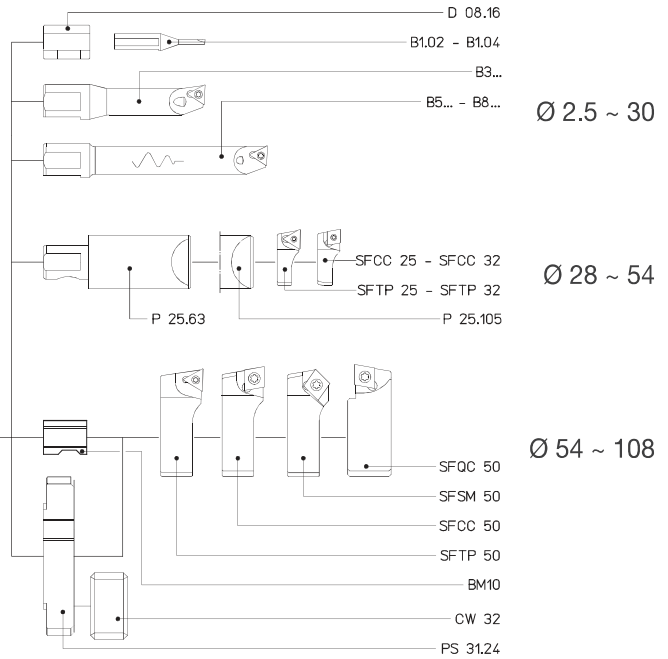 D 08.16
B1.02 - B1.04
B3...
B5... - B8...
Ø 2.5 ~ 30
SFCC 25 - SFCC 32
Ø 28 ~ 54
SFTP 25 - SFTP 32
P 25.63
P 25.105
Ø 54 ~ 108
SFQC 50
SFSM 50
SFCC 50
SFTP 50
BM10
CW 32
PS 31.24